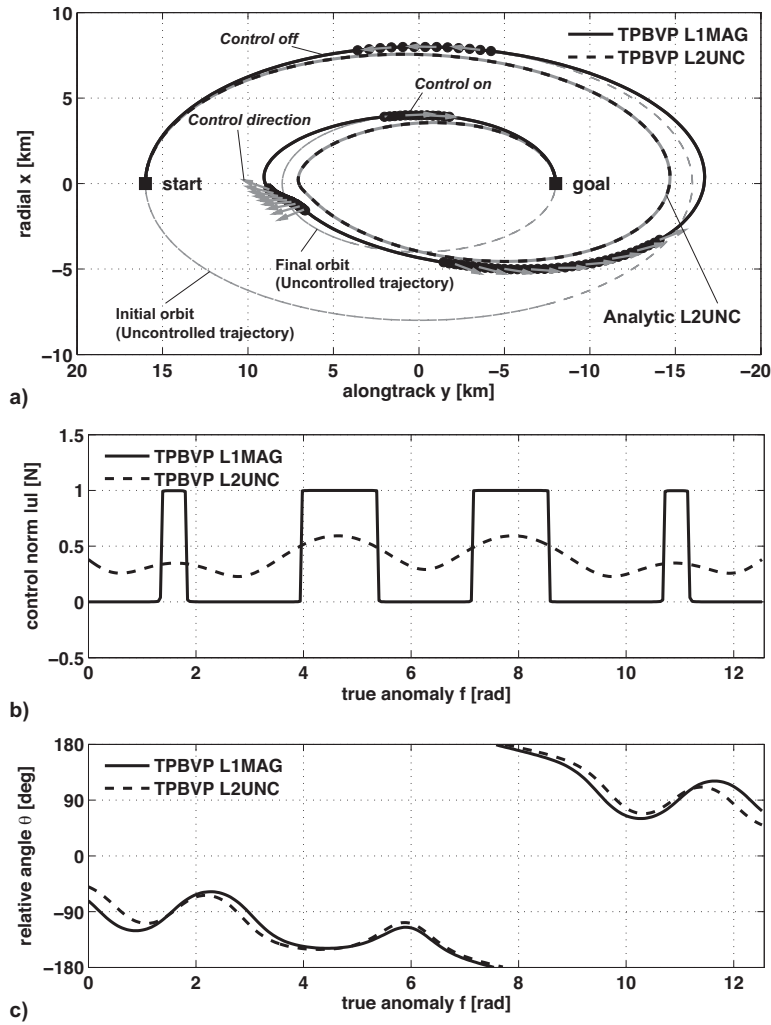 10
5
0
−5
−10
radial x [km]
20
15
10
5
0
−5
−10
−15
−20
alongtrack y [km]
TPBVP L1MAG
TPBVP L2UNC
Control off
Control on
Control direction
start
goal
Final orbit
(Uncontrolled trajectory)
Initial orbit
(Uncontrolled trajectory)
Analytic L2UNC
a)
1.5
1
0.5
0
−0.5
control norm |u| [N]
TPBVP L1MAG
TPBVP L2UNC
0
2
4
6
8
10
12
true anomaly f [rad]
b)
180
90
0
−90
−180
relative angle θ [deg]
TPBVP L1MAG
TPBVP L2UNC
0
2
4
6
8
10
12
true anomaly f [rad]
c)